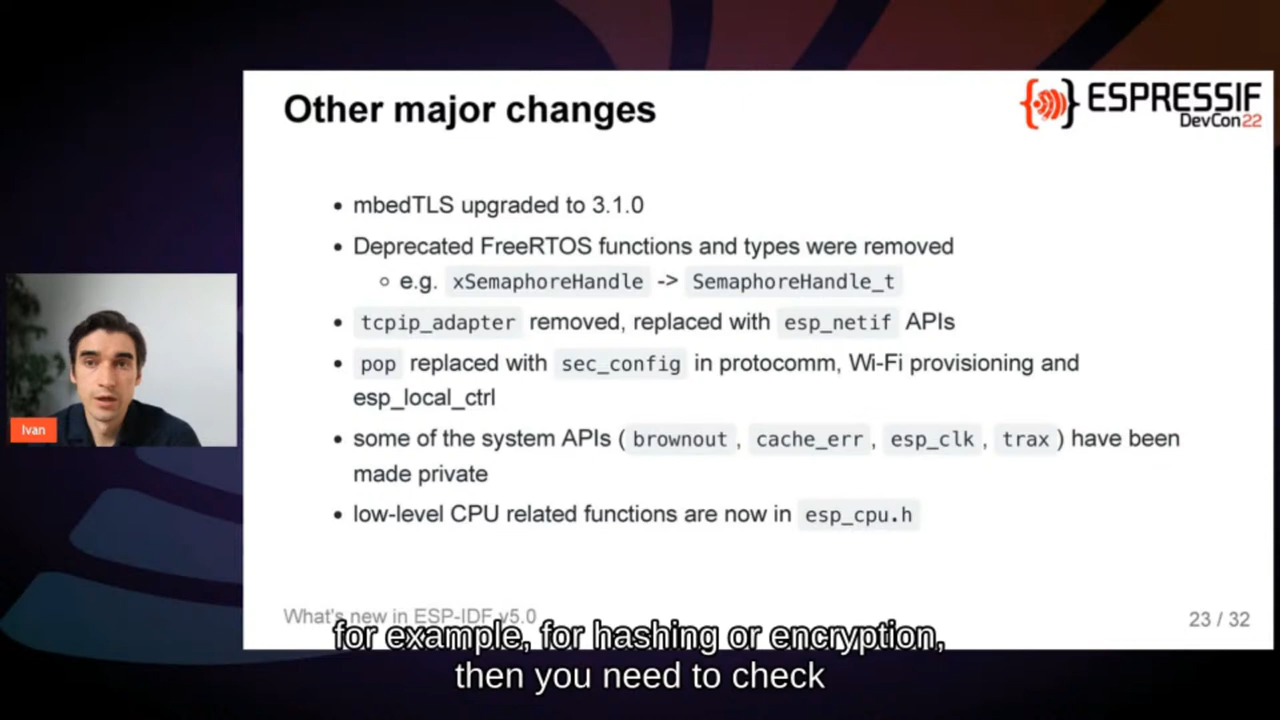 Other major changes
{ } ESPRESSIF
DevCon22
• mbedTLS upgraded to 3.1.0
• Deprecated FreeRTOS functions and types were removed
○ e.g. xSemaphoreHandle -> SemaphoreHandle_t
• tcpip_adapter removed, replaced with esp_netif APIs
• pop replaced with sec_config in protocomm, Wi-Fi provisioning and
esp_local_ctrl
• some of the system APIs ( brownout , cache_err , esp_clk , trax ) have been
made private
• low-level CPU related functions are now in esp_cpu.h
Ivan
What's new in ESP-IDF v5.0
23 / 32
for example, for hashing or encryption,
then you need to check